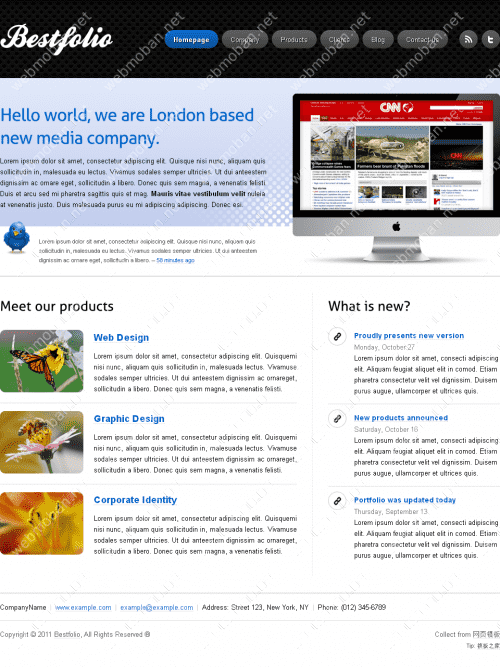 Bestfolio
Homepage Company Products Clients Blog Contact us
Hello world, we are London based
new media company.
Lorem ipsum dolor sit amet, consectetur adipiscing elit. Quisque nisi nunc, aliquam quis
sollicitudin in, malesuada nec leo. Vivamus sodales semper ultricies. Ut dui anteestem
dignissim ac ornare eget, sollicitudin a libero. Donec quis sem magna, a venenatis felisti.
Duis et arcu sed mi pharetra sagittis quis et mag. Mauris vitae vestibulum velit nolera
at venenatis justo. Duis malesuada purus eu mi adipiscing adipiscing. Donec est.
Lorem ipsum dolor sit amet, consectetur adipiscing elit. Quisque nisi nunc, aliquam quis
sollicitudin in, malesuada eu lectus. Vivamus sodales semper ultricies. Ut dui anteestem
dignissim ac ornare eget, sollicitudin a libero. – 58 minutes ago
CNN
Meet our products
Web Design
Lorem ipsum dolor sit amet, consectetur adipiscing elit. Quisquemi
nisi nunc, aliquam sollicitudin in, malesuada lectus. Vivamuse
sodales semper ultricies. Ut dui anteestem dignissim ac ornareget,
sollicitudin a libero. Donec quis sem magna, a venenatis felisti.
Graphic Design
Lorem ipsum dolor sit amet, consectetur adipiscing elit. Quisquemi
nisi nunc, aliquam sollicitudin in, malesuada lectus. Vivamuse
sodales semper ultricies. Ut dui anteestem dignissim ac ornareget,
sollicitudin a libero. Donec quis sem magna, a venenatis felisti.
Corporate Identity
Lorem ipsum dolor sit amet, consectetur adipiscing elit. Quisquemi
nisi nunc, aliquam sollicitudin in, malesuada lectus. Vivamuse
sodales semper ultricies. Ut dui anteestem dignissim ac ornareget,
sollicitudin a libero. Donec quis sem magna, a venenatis felisti.
What is new?
Proudly presents new version
Monday, October 27
Lorem ipsum dolor sit amet, consecti adipiscing
elit. Aliquam feugiat aliquet elit in comod. Etiam
pharetra consectetur velit vel dignissim. Duisem
purus augue, ullamcorper et ultrices quis.
New products announced
Saturday, October 16
Lorem ipsum dolor sit amet, consecti adipiscing
elit. Aliquam feugiat aliquet elit in comod. Etiam
pharetra consectetur velit vel dignissim. Duisem
purus augue, ullamcorper et ultrices quis.
Portfolio was updated today
Thursday, September 13
Lorem ipsum dolor sit amet, consecti adipiscing
elit. Aliquam feugiat aliquet elit in comod. Etiam
pharetra consectetur velit vel dignissim. Duisem
purus augue, ullamcorper et ultrices quis.
CompanyName | www.example.com | example@example.com | Address: Street 123, New York, NY | Phone: (012) 345-6789
Copyright © 2011 Bestfolio, All Rights Reserved ®
Collect from 网页模板
Tip: 模板之家
webmoban.net